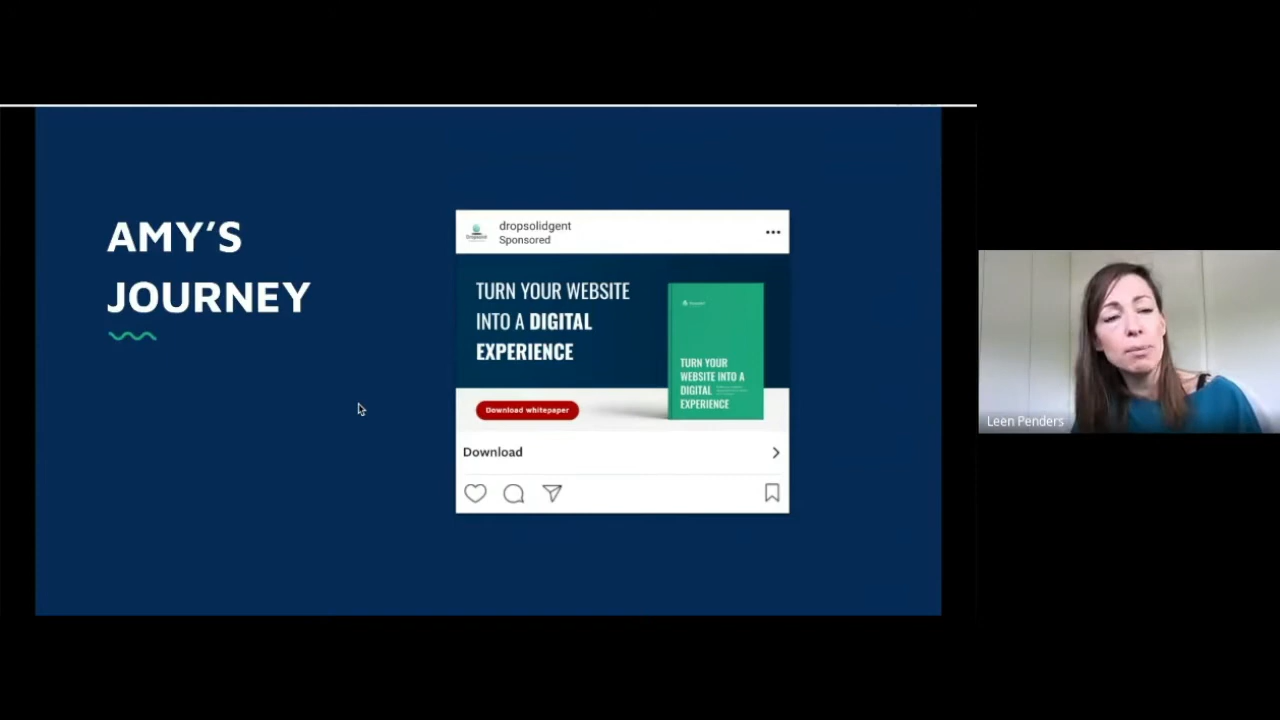 AMY'S
JOURNEY
dropsolidgent
Sponsored
TURN YOUR WEBSITE
INTO A DIGITAL
EXPERIENCE
Download whitepaper
TURN YOUR
WEBSITE INTO A
DIGITAL
EXPERIENCE
Download
Leen Penders